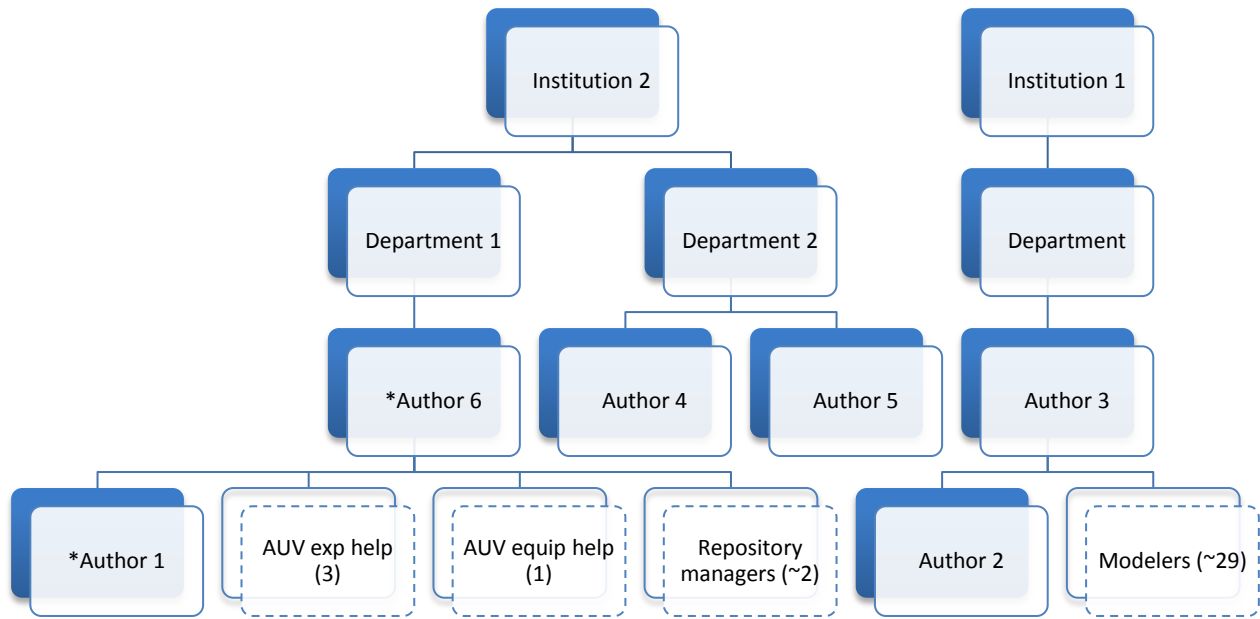 Institution 2
Institution 1
Department 1
Department 2
Department
*Author 6
Author 4
Author 5
Author 3
*Author 1
AUV exp help
(3)
AUV equip help
(1)
Repository
managers (~2)
Author 2
Modelers (~29)